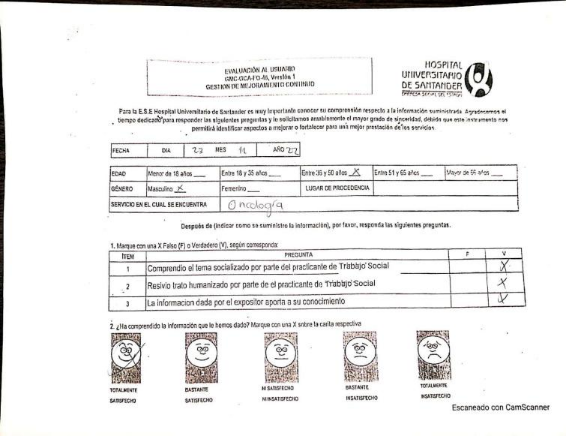 EVALUACIÓN AL USUARIO
GMC-GCA-FO-46, Versión 1
GESTION DE MEJORAMIENTO CONTINUO
HOSPITAL
UNIVERSITARIO
DE SANTANDER
EMPRESA SOCIAL DEL ESTADO
Para la E.S.E Hospital Universitario de Santander es muy importante conocer su comprensión respecto a la información suministrada. Agradecemos el
tiempo dedicado para responder las siguientes preguntas y le solicitamos amablemente el mayor grado de sinceridad, debido que este instrumento nos
permitirá identificar aspectos a mejorar o fortalecer para una mejor prestación de los servicios.
FECHA DIA 22 MES 11 AÑO 22
EDAD Menor de 18 años ___ Entre 18 y 35 años ___ Entre 36 y 50 años X Entre 51 y 65 años ___ Mayor de años ___
GÉNERO Masculino X Femenino ___ LUGAR DE PROCEDENCIA
SERVICIO EN EL CUAL SE ENCUENTRA Oncología
Después de (indicar como se suministro la información), por favor, responda las siguientes preguntas.
1. Marque con una X Falso (F) o Verdadero (V), según corresponda:
ÍTEM PREGUNTA F V
1 Comprendio el tema socializado por parte del practicante de Trabajo Social X
2 Resivio trato humanizado por parte de el practicante de Trabajo Social X
3 La informacion dada por el expositor aporta a su conocimiento X
2. ¿Ha comprendido la información que le hemos dado? Marque con una X sobre la carita respectiva
TOTALMENTE BASTANTE NI SATISFECHO BASTANTE TOTALMENTE
SATISFECHO SATISFECHO NI INSATISFECHO INSATISFECHO INSATISFECHO
Escaneado con CamScanner